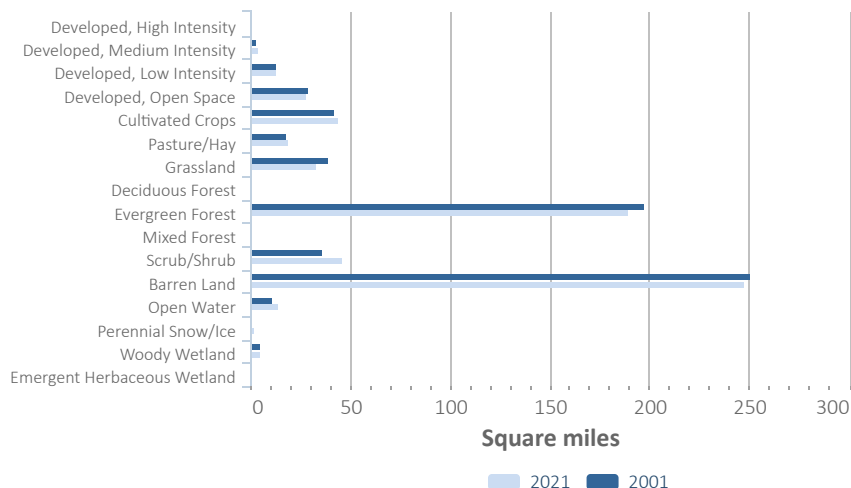 Developed, High Intensity
Developed, Medium Intensity
Developed, Low Intensity
Developed, Open Space
Cultivated Crops
Pasture/Hay
Grassland
Deciduous Forest
Evergreen Forest
Mixed Forest
Scrub/Shrub
Barren Land
Open Water
Perennial Snow/Ice
Woody Wetland
Emergent Herbaceous Wetland
0 50 100 150 200 250 300
Square miles
2021 2001